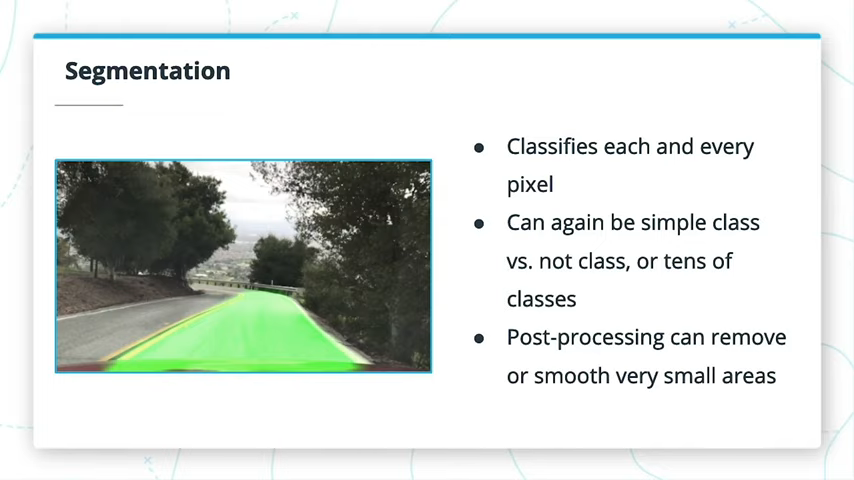 Segmentation
● Classifies each and every
pixel
● Can again be simple class
vs. not class, or tens of
classes
● Post-processing can remove
or smooth very small areas